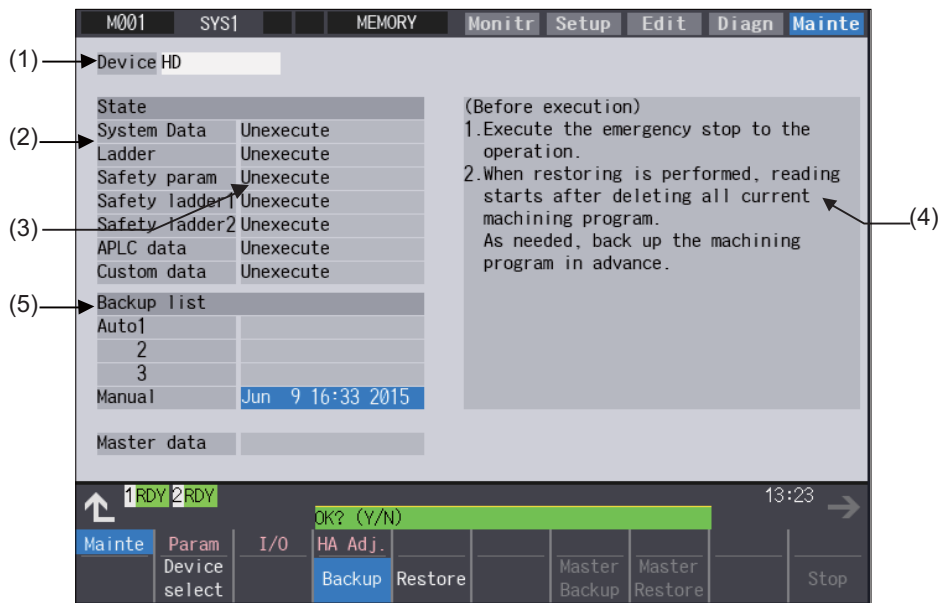 M001 SYS1 MEMORY Monitr Setup Edit Diagn Mainte
(1)
Device HD
State
(2)
System Data Unexecute
Ladder Unexecute
Safety param Unexecute
Safety ladder1 Unexecute
(3)
Safety ladder2 Unexecute
APLC data Unexecute
Custom data Unexecute
(5)
Backup list
Auto1
2
3
Manual Jun 9 16:33 2015
Master data
(Before execution)
1.Execute the emergency stop to the
operation.
2.When restoring is performed, reading
starts after deleting all current
machining program.
As needed, back up the machining
program in advance.
(4)
1 RDY 2 RDY
13:23
OK? (Y/N)
Mainte Param I/O HA Adj.
Device
select
Backup
Restore
Master
Backup
Master
Restore
Stop